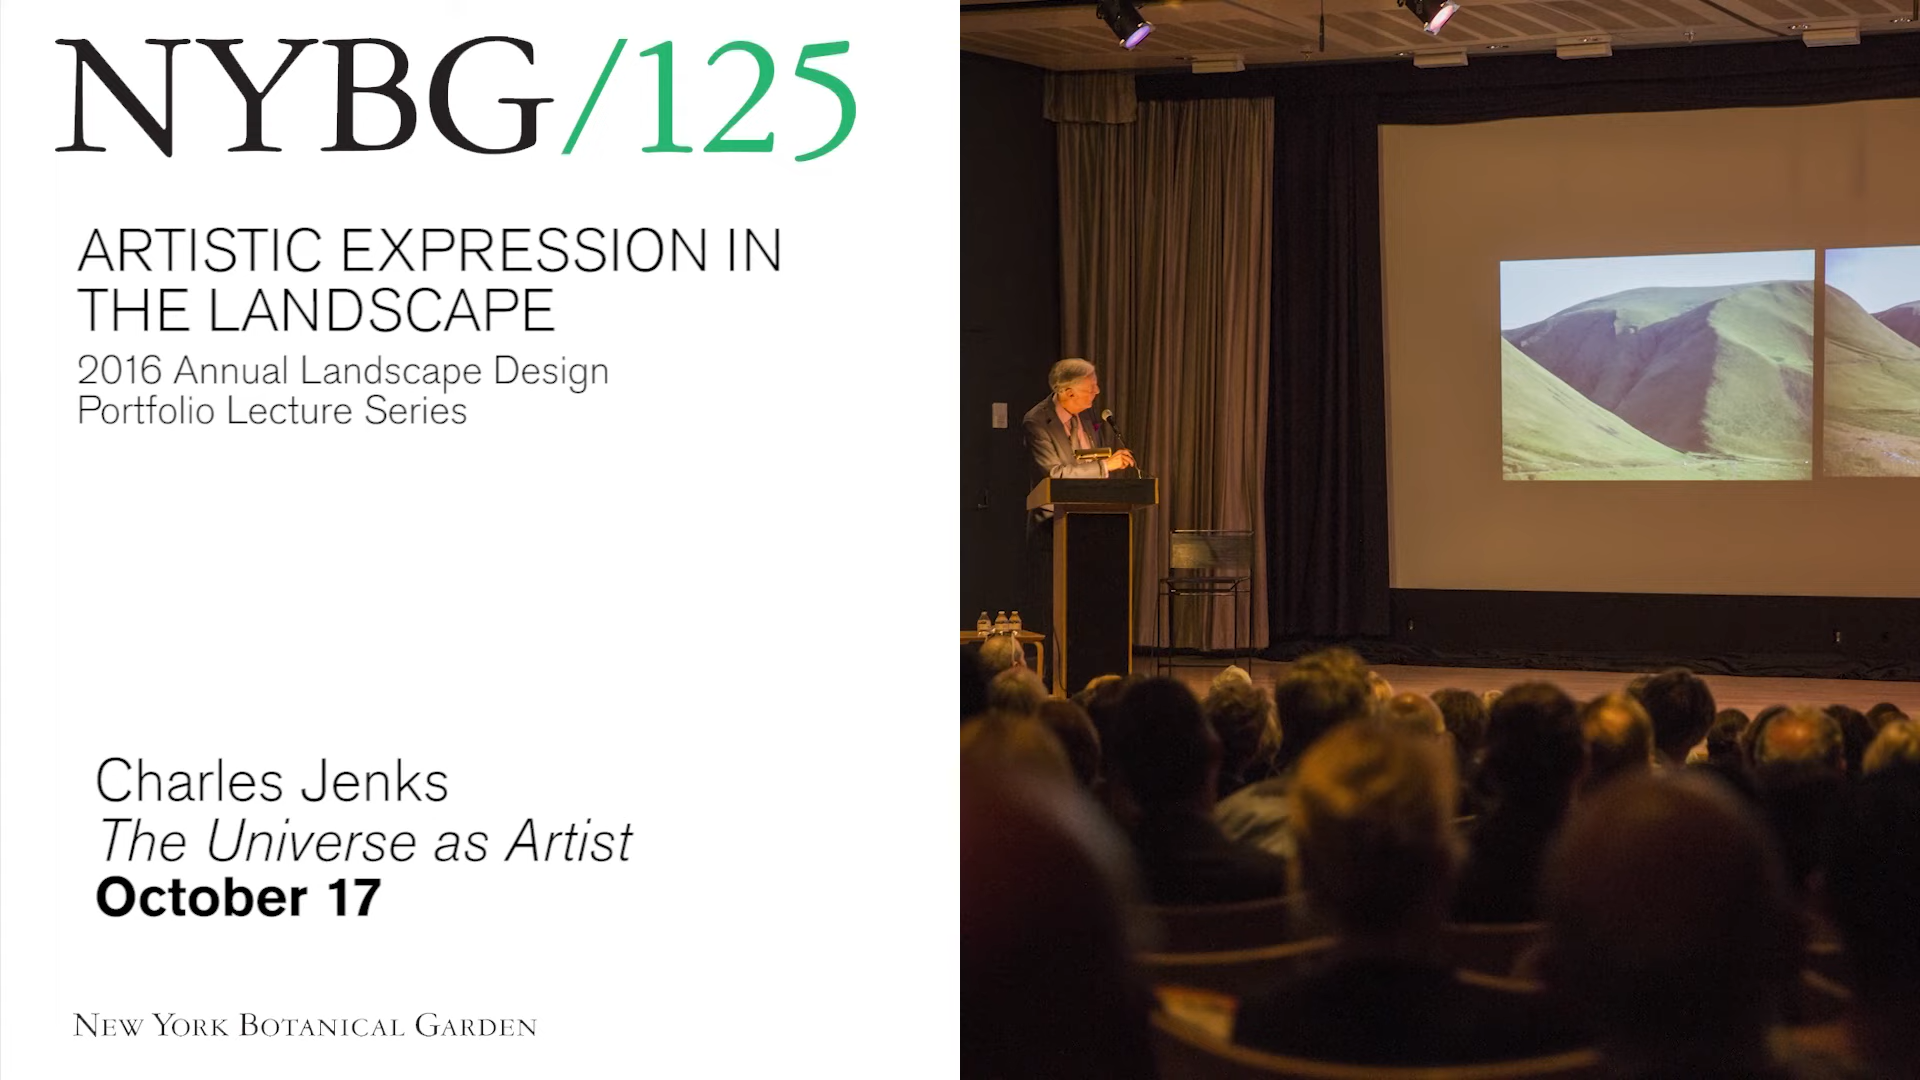 NYBG/125
ARTISTIC EXPRESSION IN
THE LANDSCAPE
2016 Annual Landscape Design
Portfolio Lecture Series
Charles Jenks
The Universe as Artist
October 17
NEW YORK BOTANICAL GARDEN